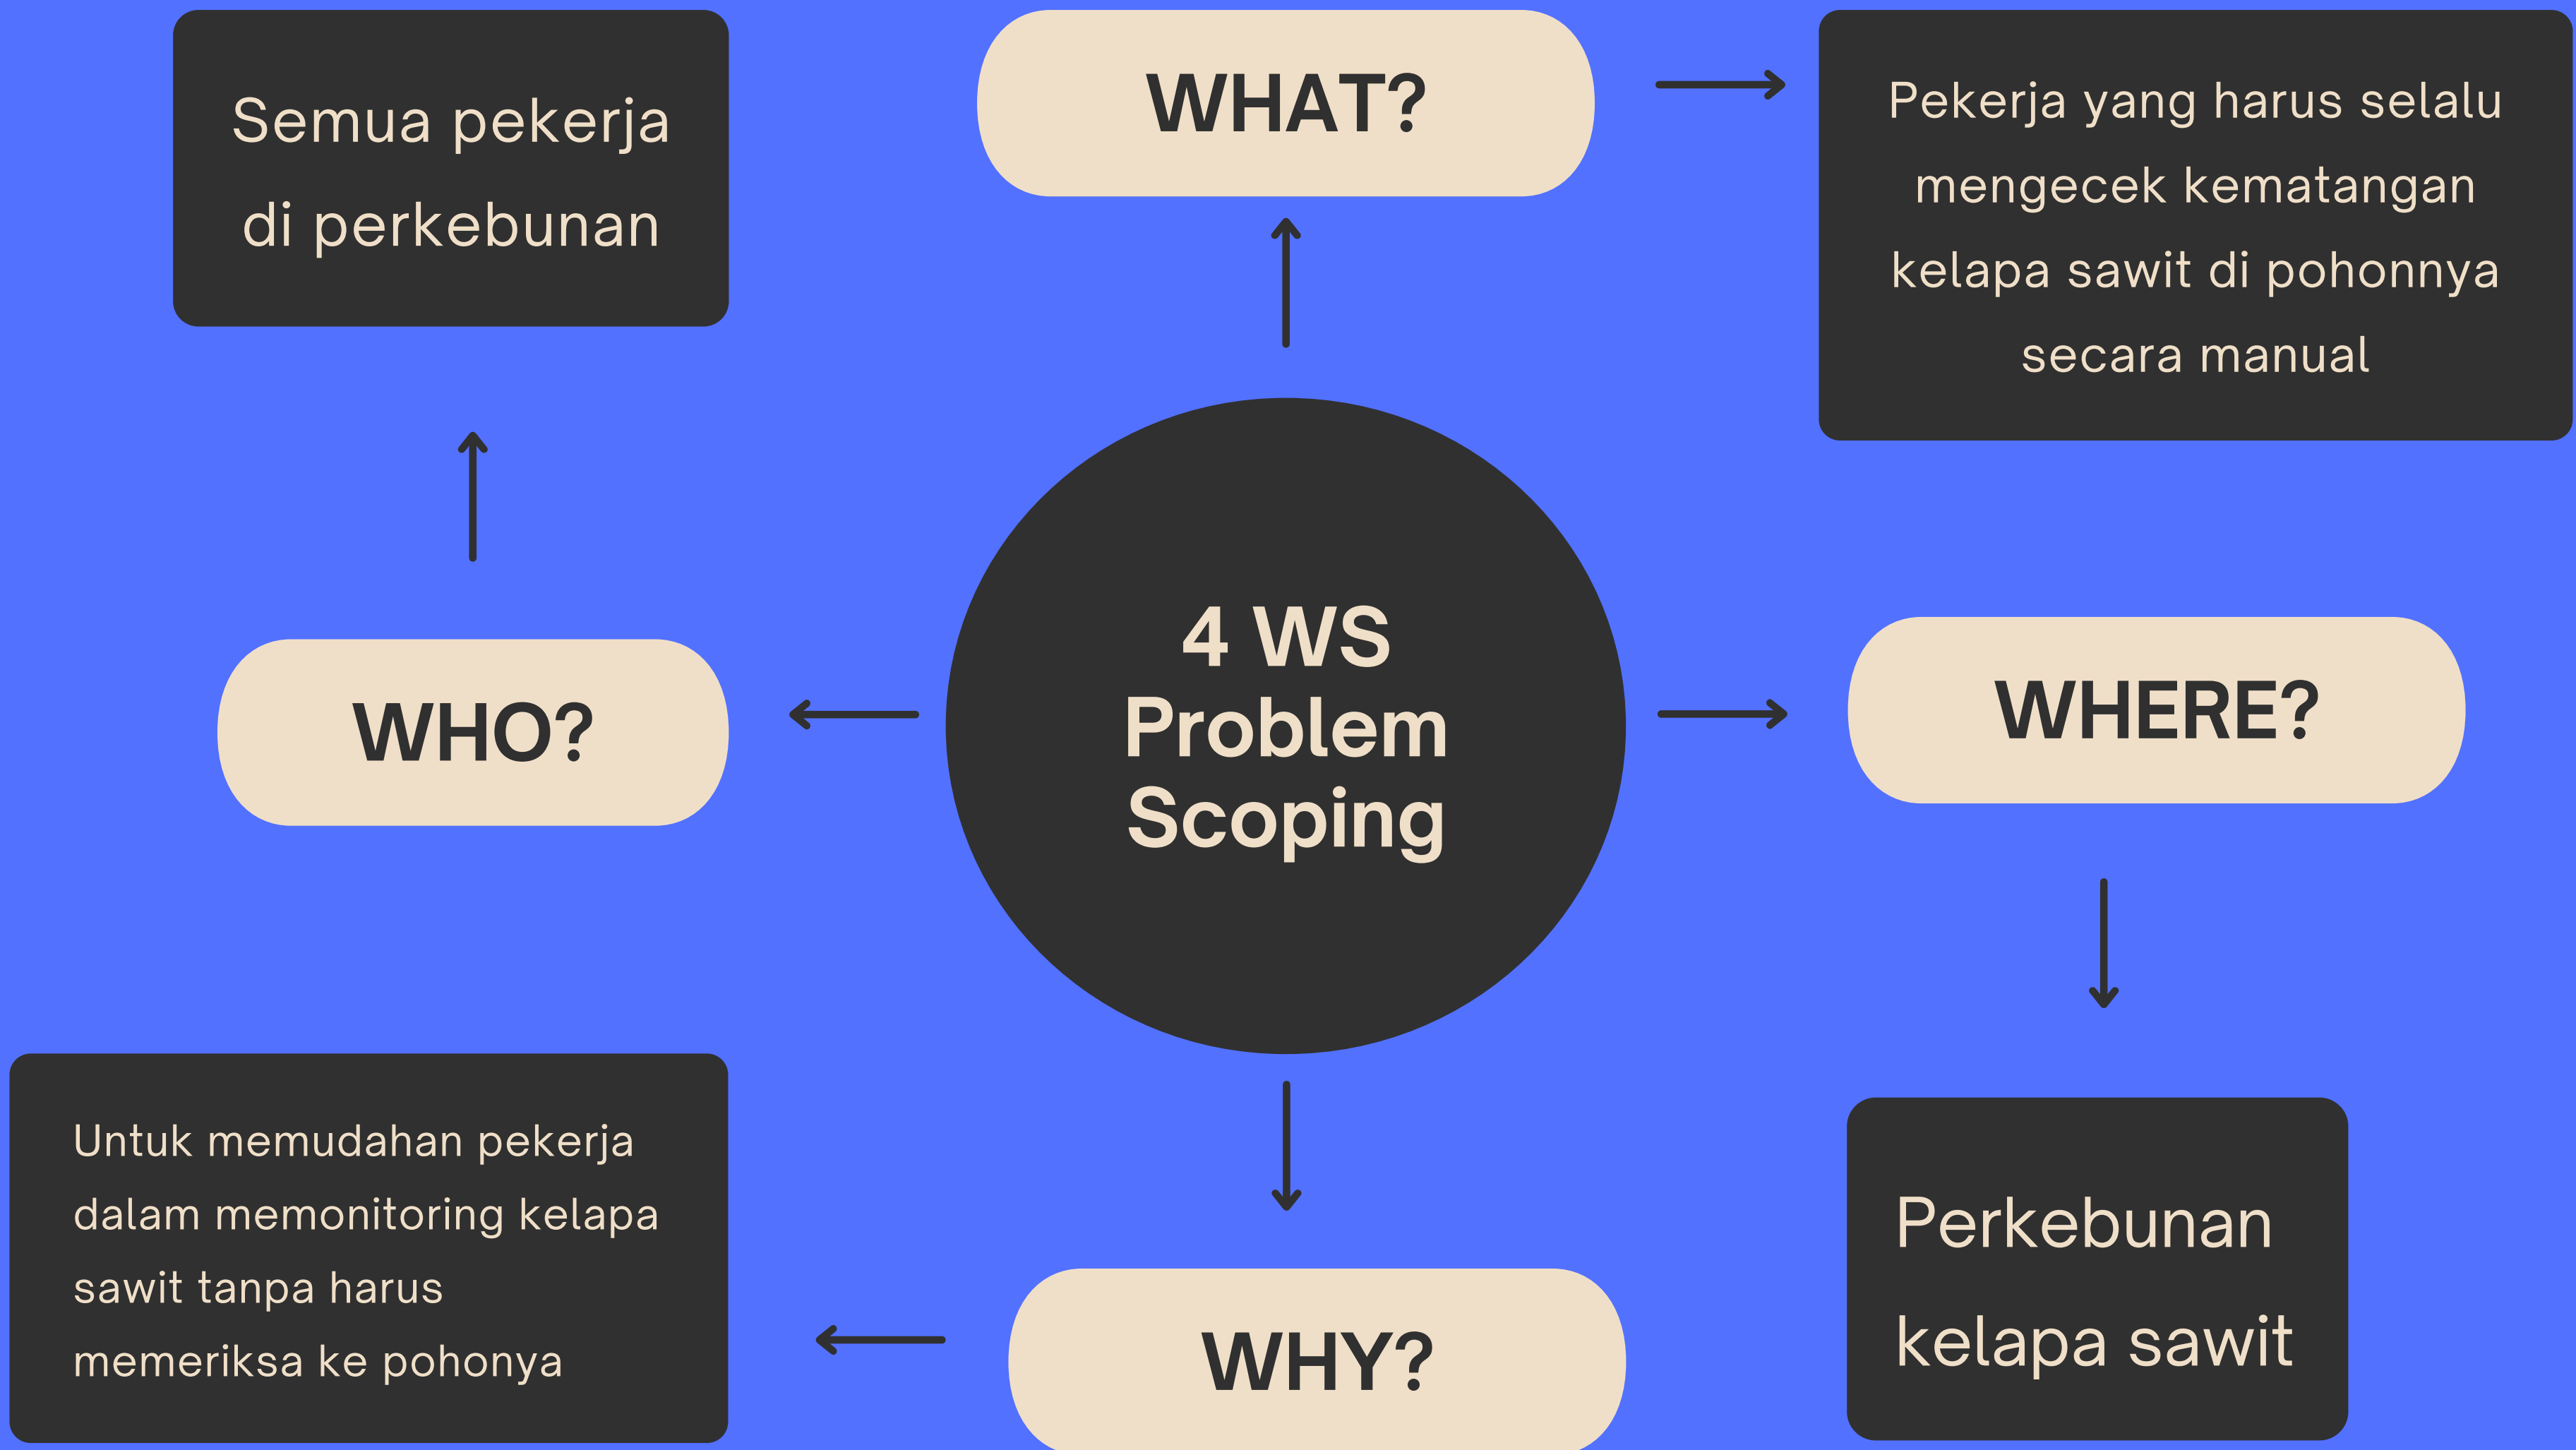 Semua pekerja
di perkebunan
WHAT?
Pekerja yang harus selalu
mengecek kematangan
kelapa sawit di pohonnya
secara manual
WHO?
4 WS
Problem
Scoping
WHERE?
Untuk memudahan pekerja
dalam memonitoring kelapa
sawit tanpa harus
memeriksa ke pohonya
WHY?
Perkebunan
kelapa sawit